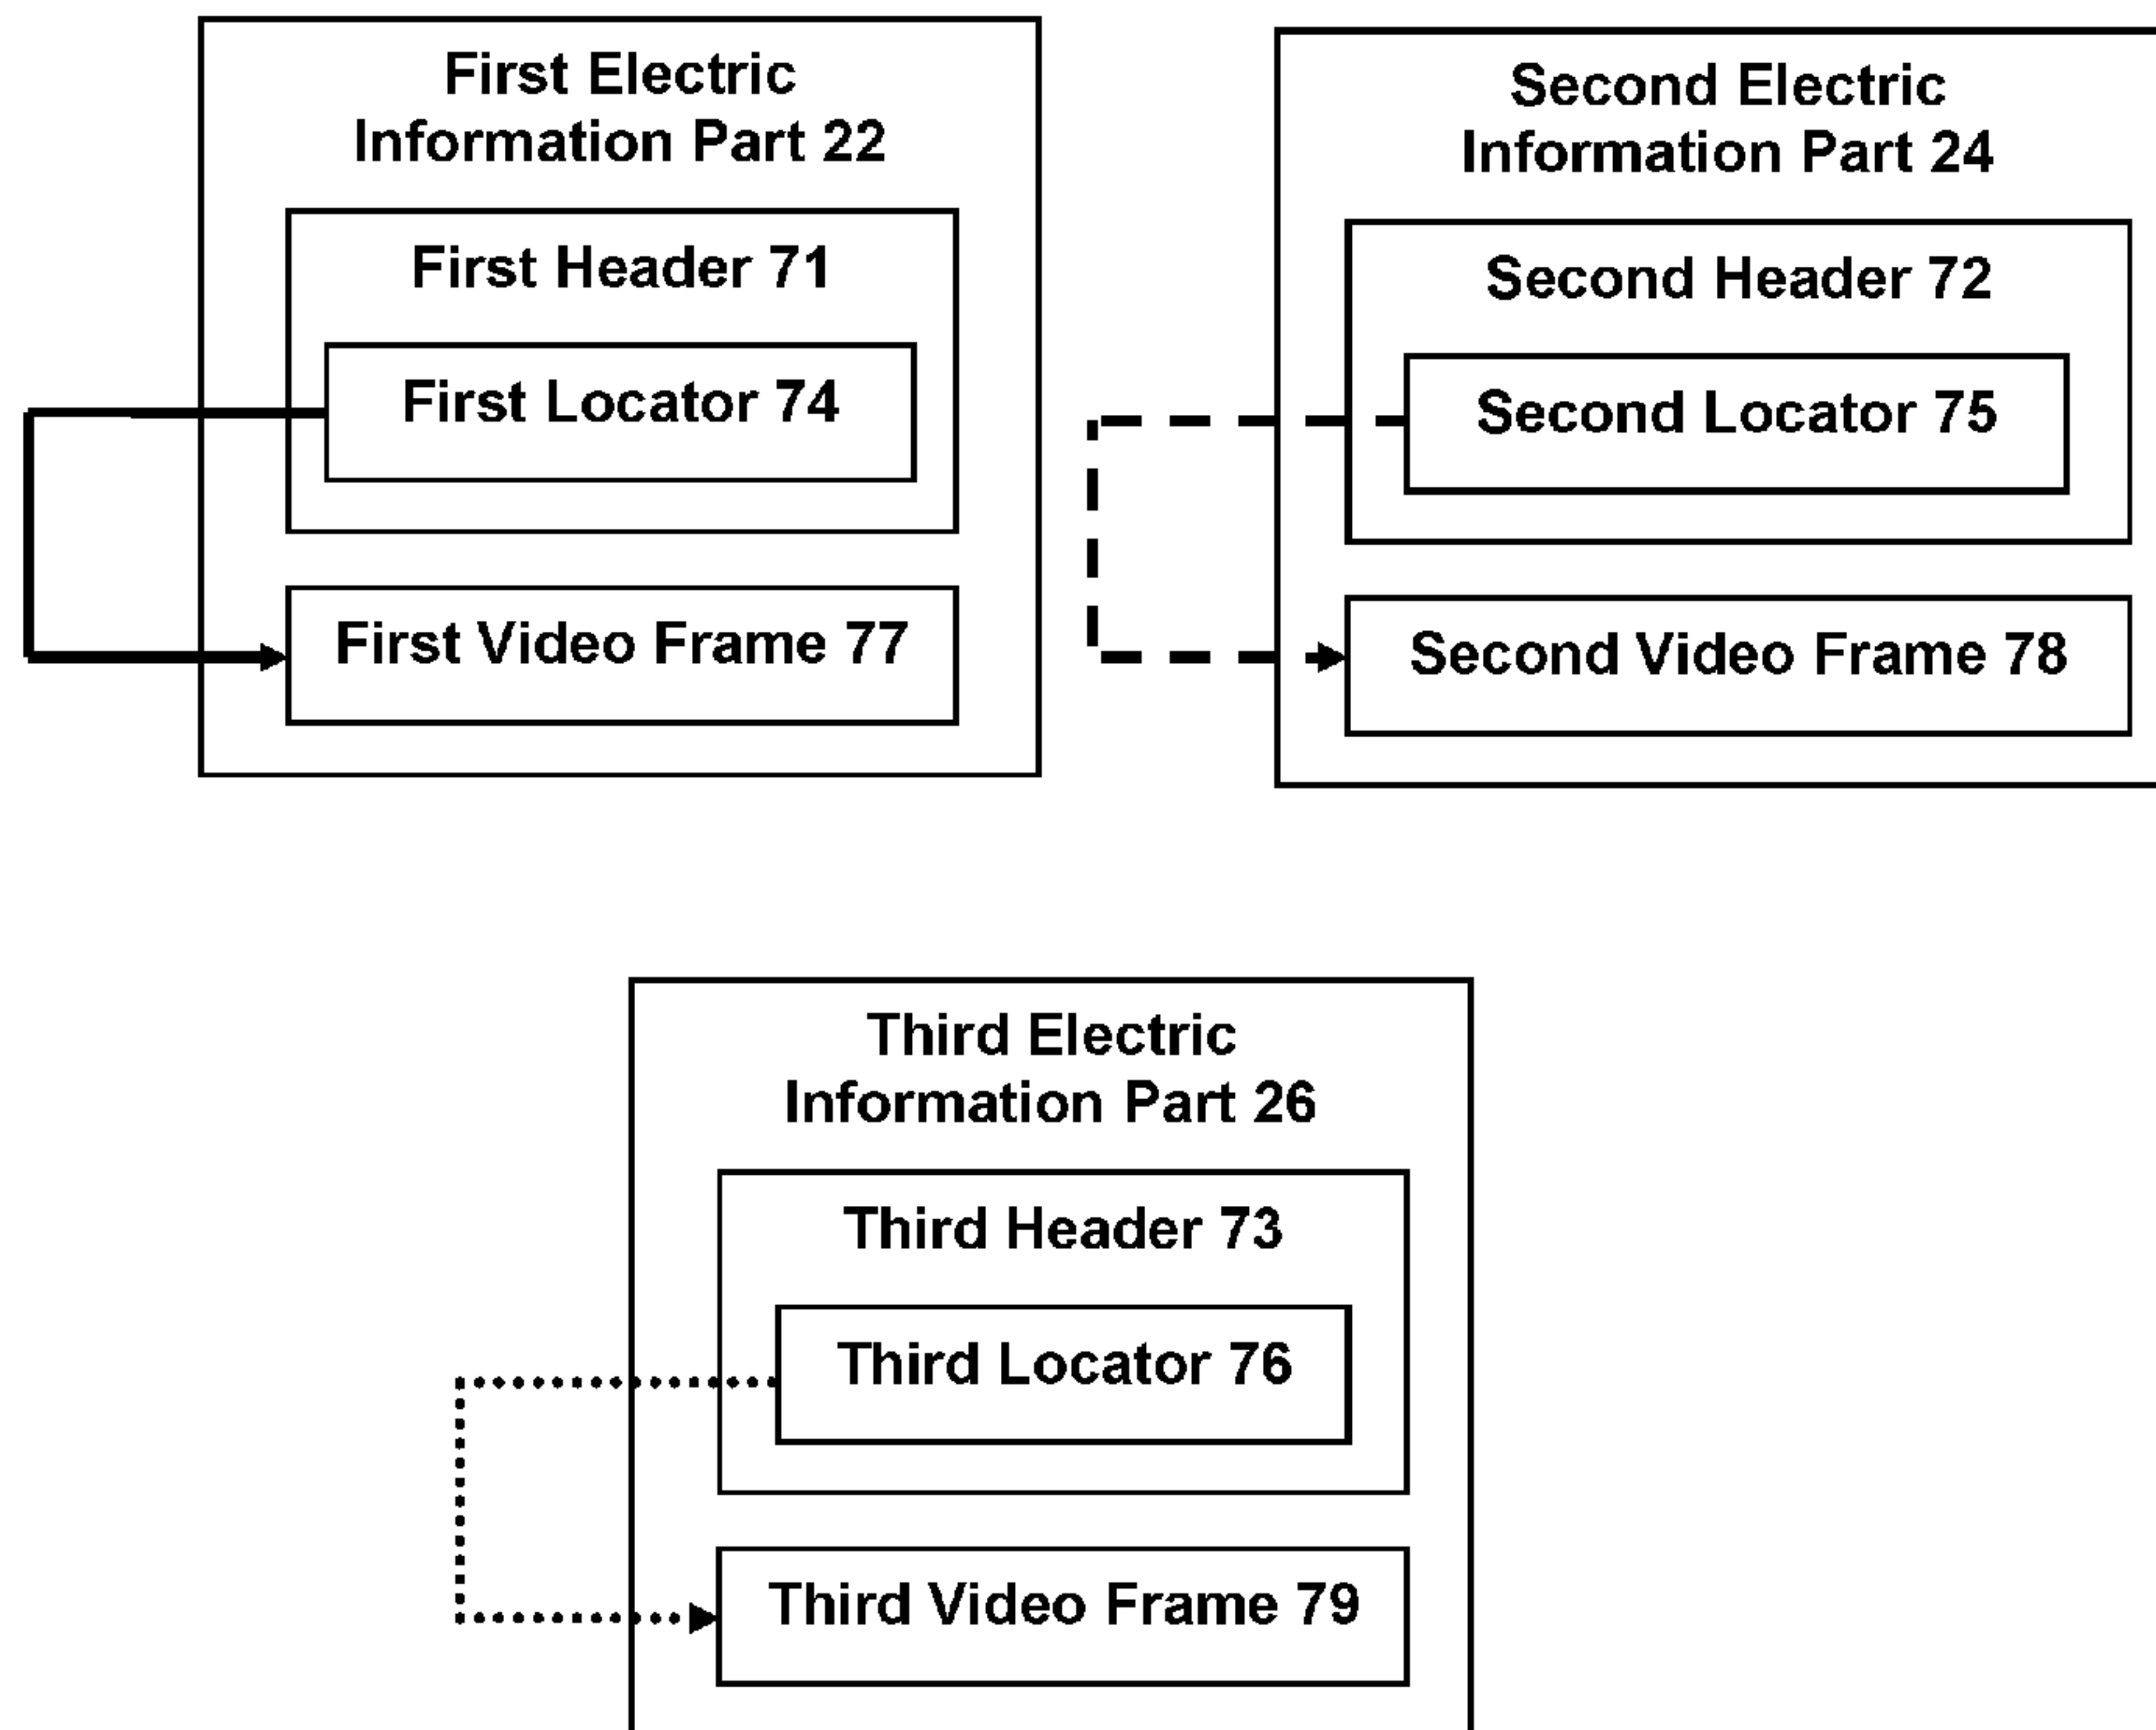 First Electric
Information Part 22
First Header 71
First Locator 74
First Video Frame 77
Second Electric
Information Part 24
Second Header 72
Second Locator 75
Second Video Frame 78
Third Electric
Information Part 26
Third Header 73
Third Locator 76
Third Video Frame 79